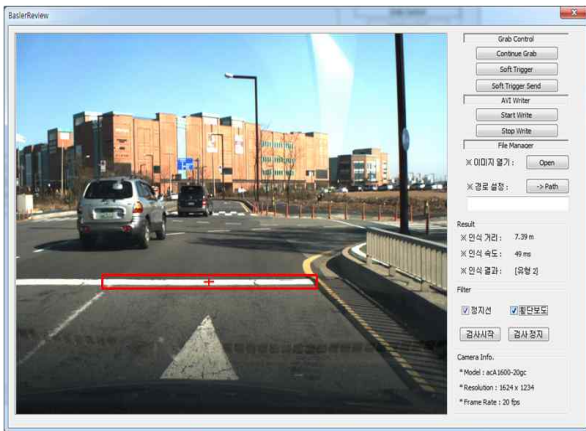 BaslerReview
Grab Control
Continue Grab
Soft Trigger
Soft Trigger Send
AVI Writer
Start Write
Stop Write
File Manager
※ 이미지 열기 : Open
※ 경로 설정 : -> Path
Result
※ 인식 거리 : 7.39 m
※ 인식 속도 : 49 ms
※ 인식 결과 : [유형 2]
Filter
정지선 횡단보도
검사시작 검사 정지
Camera Info.
* Model : acA1600-20gc
* Resolution : 1624 x 1234
* Frame Rate : 20 fps